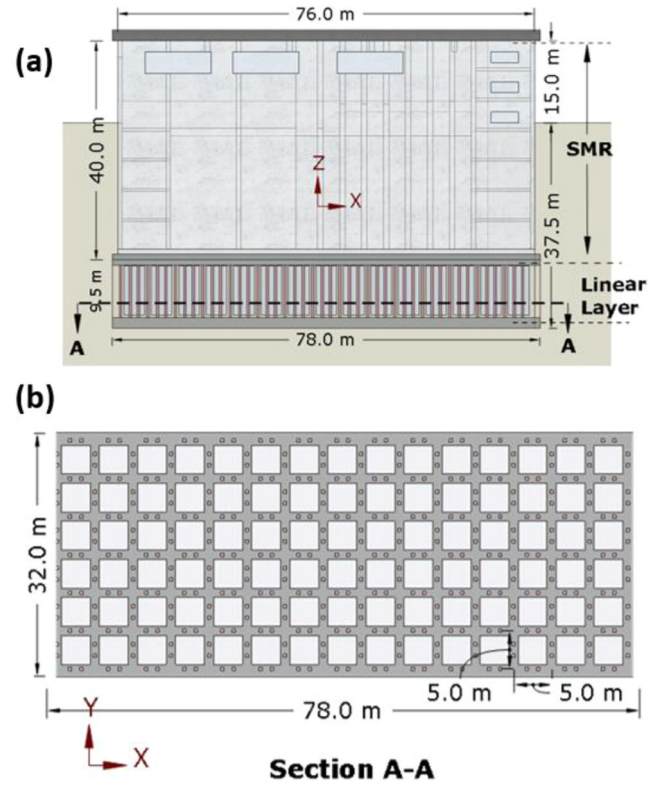 76.0 m
(a)
40.0 m
15.0 m
SMR
Z
X
37.5 m
9.5 m
Linear
Layer
A
A
78.0 m
(b)
32.0 m
5.0 m
5.0 m
78.0 m
Y
X
Section A-A